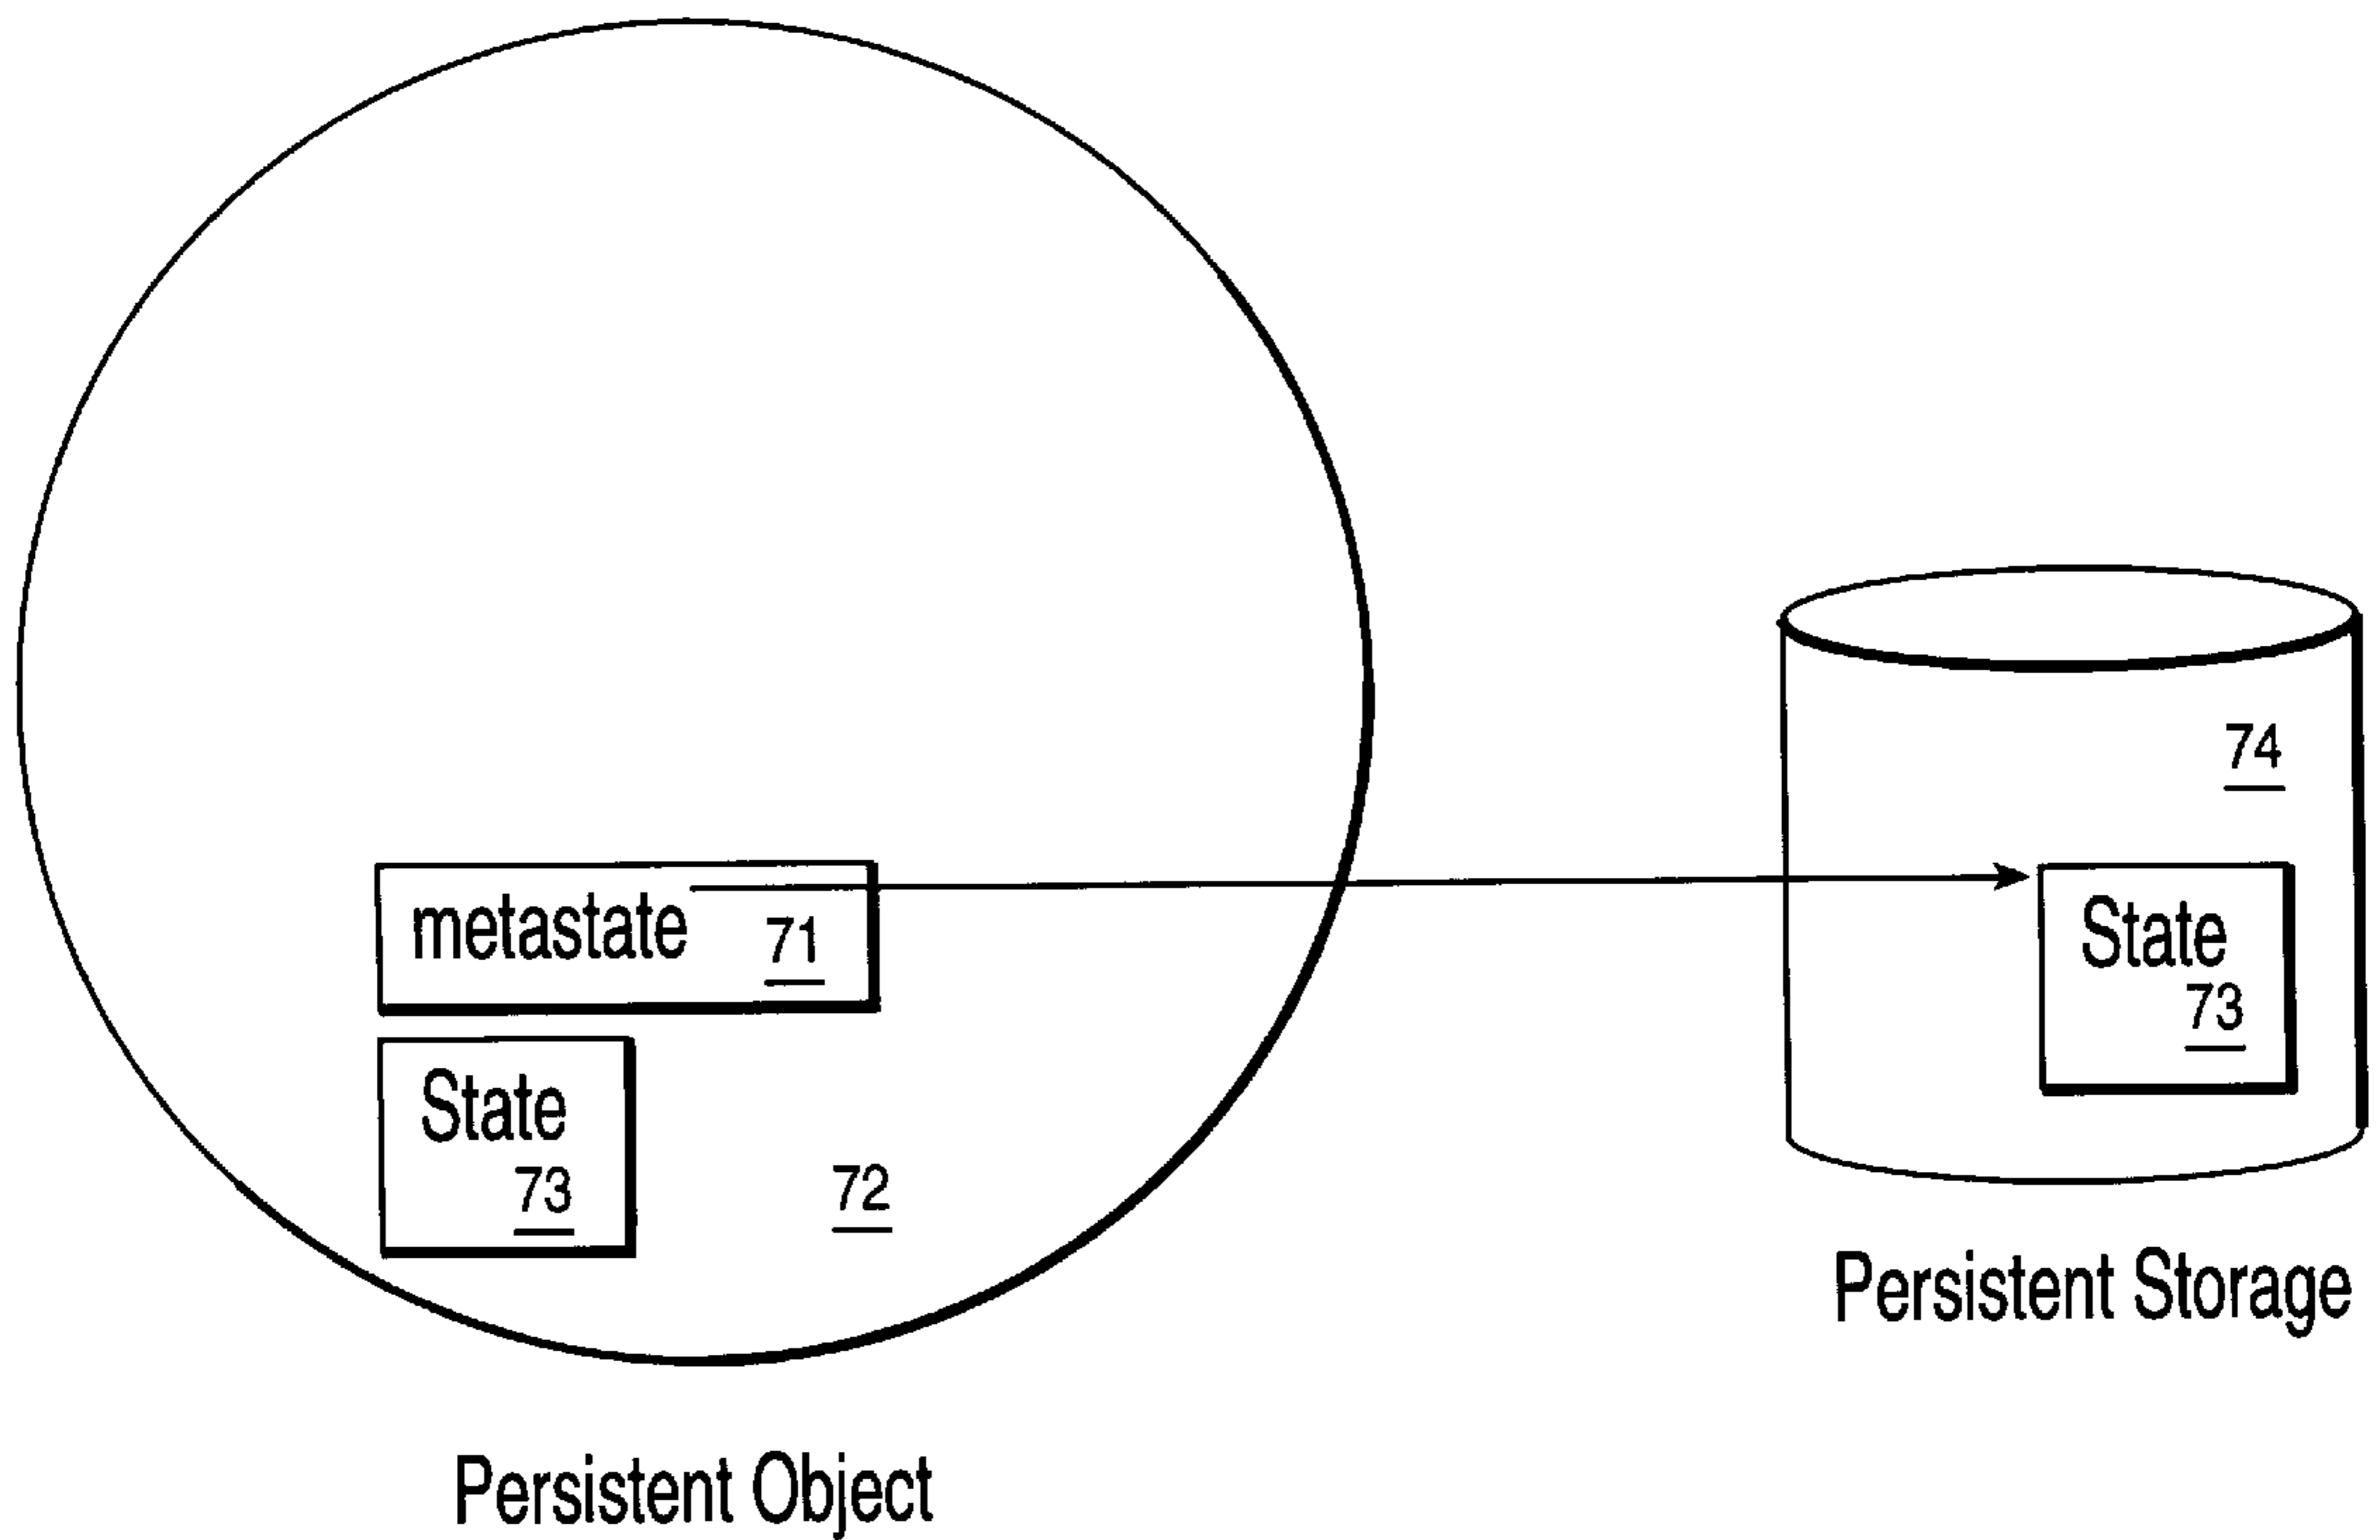 metastate 71
State
73
72
Persistent Object
74
State
73
Persistent Storage